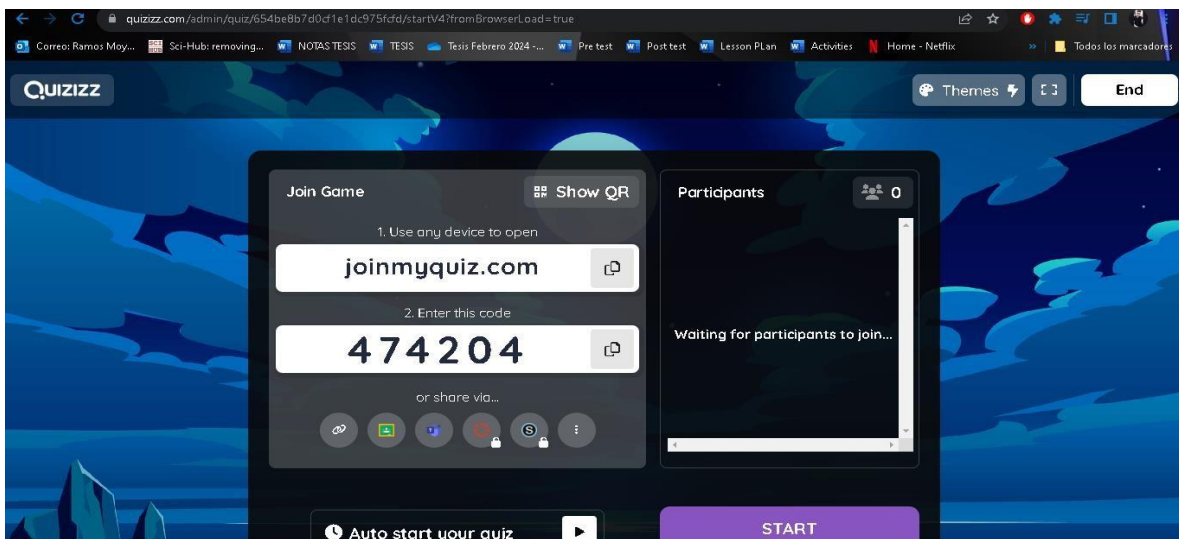 quizizz.com/admin/quiz/654be8b7d0cf1e1dc975fcfd/startV4?fromBrowserLoad=true
Correo: Ramos Moy... Sci-Hub: removing... NOTAS TESIS TESIS Tesis Febrero 2024 -... Pre test Post test Lesson PLan Activities Home - Netflix » Todos los marcadores
QUIZIZZ Themes End
Join Game Show QR Participants 0
1. Use any device to open
joinmyquiz.com
2. Enter this code
474204
Waiting for participants to join...
or share via...
Auto start your quiz START